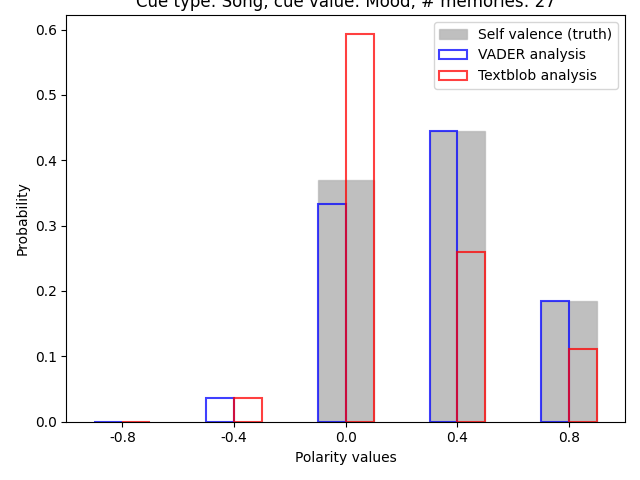 Cue type: Song, cue value: Mood, # memories: 27
0.6
0.5
0.4
0.3
0.2
0.1
0.0
Probability
Self valence (truth)
VADER analysis
Textblob analysis
-0.8
-0.4
0.0
0.4
0.8
Polarity values